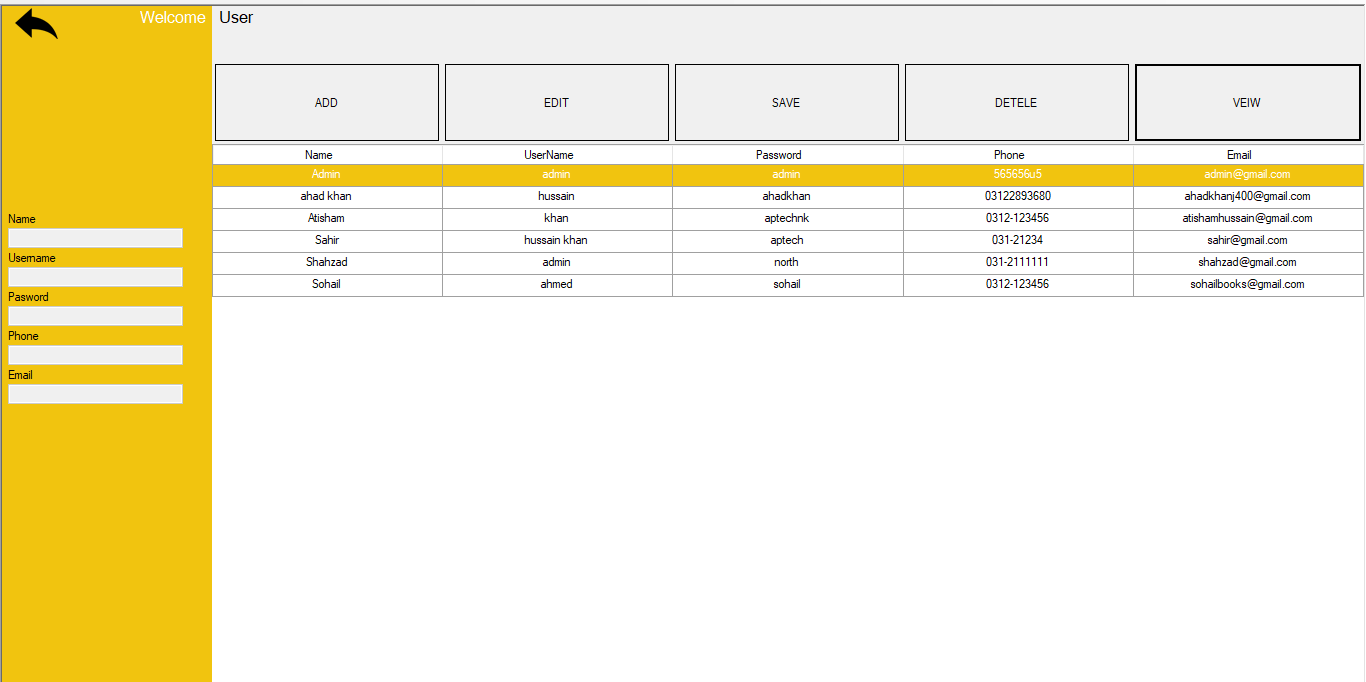 Welcome User
ADD EDIT SAVE DETELE VEIW
Name UserName Password Phone Email
Admin admin admin 565656u5 admin@gmail.com
ahad khan hussain ahadkhan 03122893680 ahadkhanj400@gmail.com
Atisham khan aptechnk 0312-123456 atishamhussain@gmail.com
Sahir hussain khan aptech 031-21234 sahir@gmail.com
Shahzad admin north 031-2111111 shahzad@gmail.com
Sohail ahmed sohail 0312-123456 sohailbooks@gmail.com
Name
Username
Pasword
Phone
Email